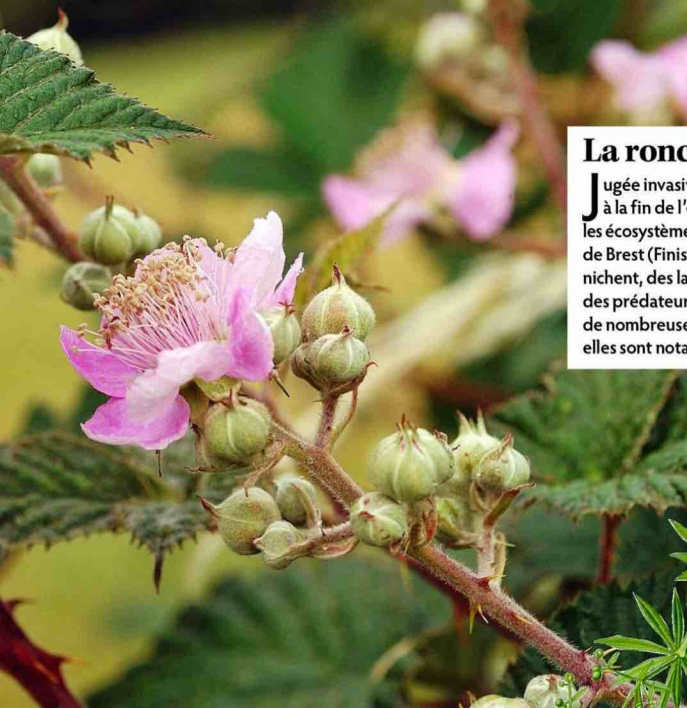 La ronc
Jugée invasi
à la fin de l'
les écosystème
de Brest (Finis
nichent, des la
des prédateur
de nombreuse
elles sont nota